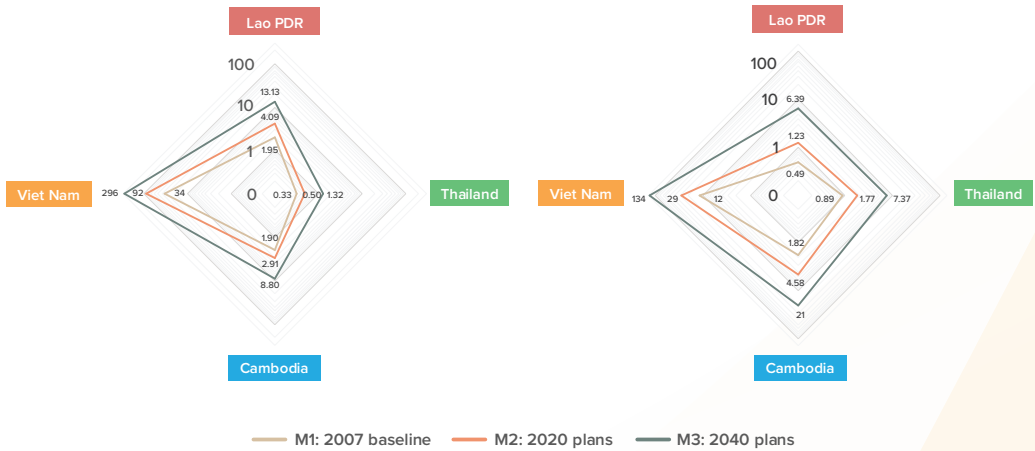 Lao PDR
100
13.13
10
4.09
1
1.95
Viet Nam
296
92
34
0
0.33
0.50
1.32
Thailand
1.90
2.91
8.80
Cambodia
Lao PDR
100
10
6.39
1.23
1
0.49
Viet Nam
134
29
12
0
0.89
1.77
7.37
Thailand
1.82
4.58
21
Cambodia
M1: 2007 baseline
M2: 2020 plans
M3: 2040 plans